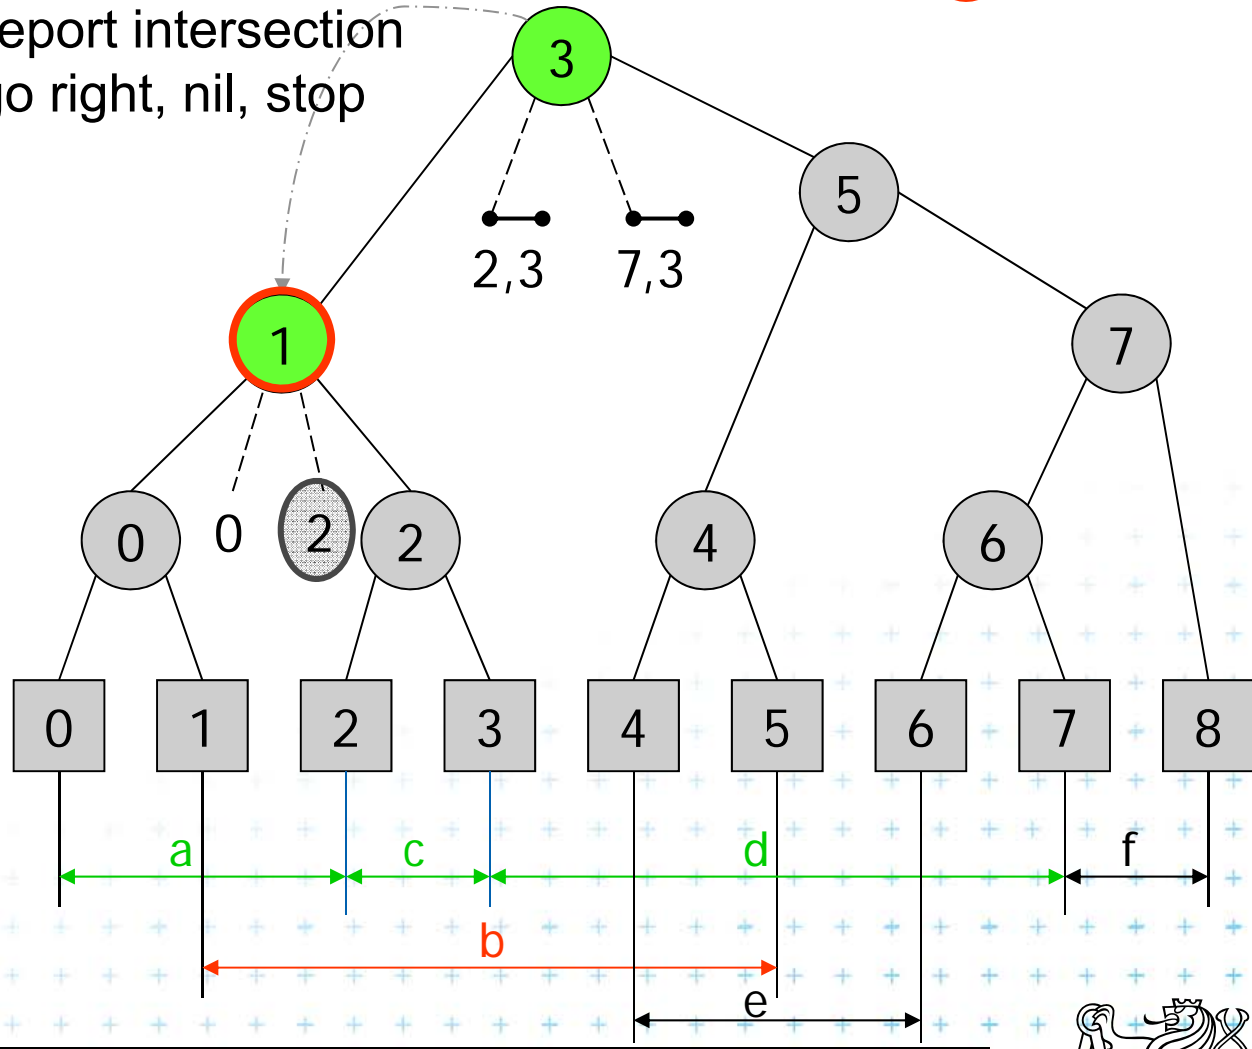 eport intersection
go right, nil, stop
3
5
2,3 7,3
1
7
0 0 2 2 4 6
0 1 2 3 4 5 6 7 8
a c d f
b
e